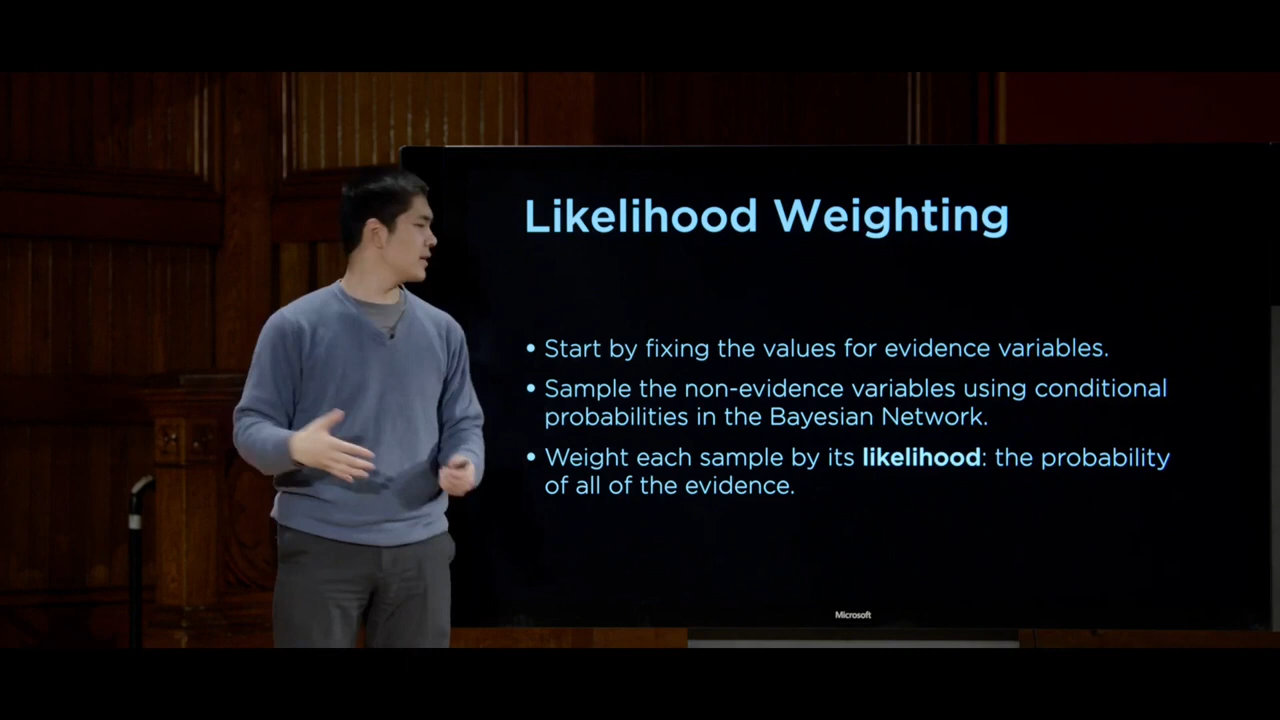 Likelihood Weighting
• Start by fixing the values for evidence variables.
• Sample the non-evidence variables using conditional
probabilities in the Bayesian Network.
• Weight each sample by its likelihood: the probability
of all of the evidence.
Microsoft